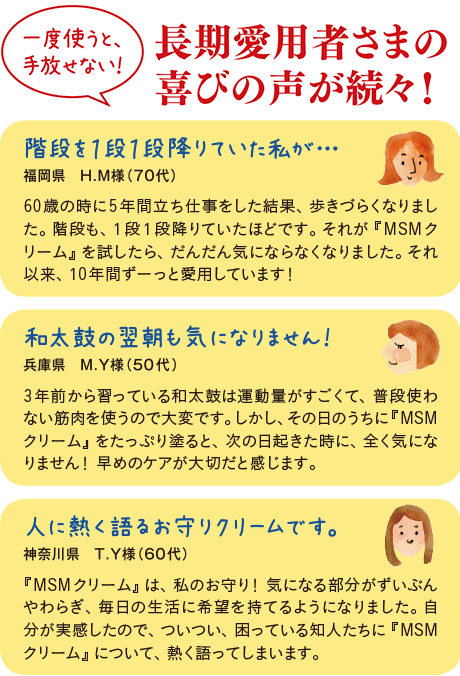 一度使うと、
手放せない!
長期愛用者さまの
喜びの声が続々!
階段を1段1段降りていた私が…
福岡県 H.M様(70代)
60歳の時に5年間立ち仕事をした結果、歩きづらくなりまし
た。階段も、1段1段降りていたほどです。それが『MSMク
リーム』を試したら、だんだん気にならなくなりました。それ
以来、10年間ずーっと愛用しています!
和太鼓の翌朝も気になりません!
兵庫県 M.Y様(50代)
3年前から習っている和太鼓は運動量がすごくて、普段使わ
ない筋肉を使うので大変です。しかし、その日のうちに『MSM
クリーム』をたっぷり塗ると、次の日起きた時に、全く気にな
りません! 早めのケアが大切だと感じます。
人に熱く語るお守りクリームです。
神奈川県 T.Y様(60代)
『MSMクリーム』は、私のお守り! 気になる部分がずいぶん
やわらぎ、毎日の生活に希望を持てるようになりました。自
分が実感したので、ついつい、困っている知人たちに『MSM
クリーム』について、熱く語ってしまいます。